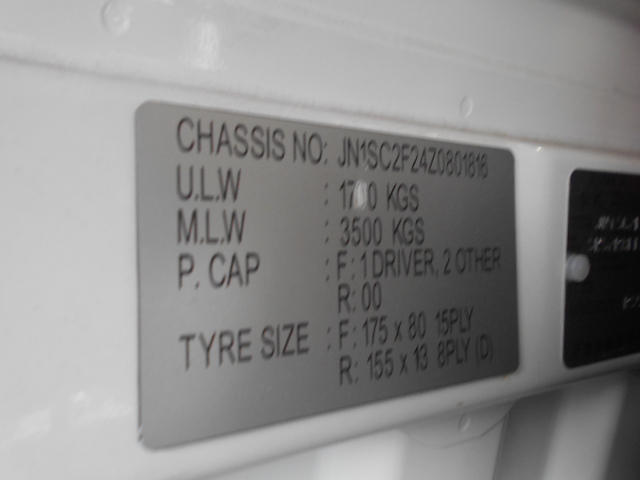 CHASSIS NO: JN1SC2F24Z0801816
U.L.W : KGS
M.L.W : 3500 KGS
P. CAP : F: 1 DRIVER, 2 OTHER
R: 00
TYRE SIZE : F: 175 x 80 15PLY
R: 155 x 13 8PLY (D)